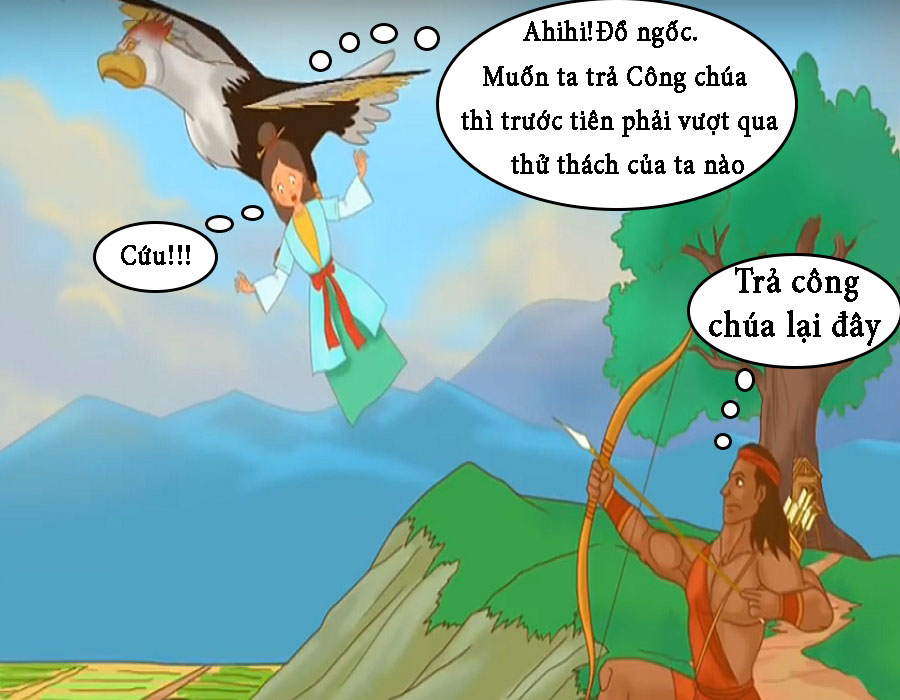 Ahihi!Đồ ngốc.
Muốn ta trả Công chúa
thì trước tiên phải vượt qua
thử thách của ta nào
Cứu!!!
Trả công
chúa lại đây